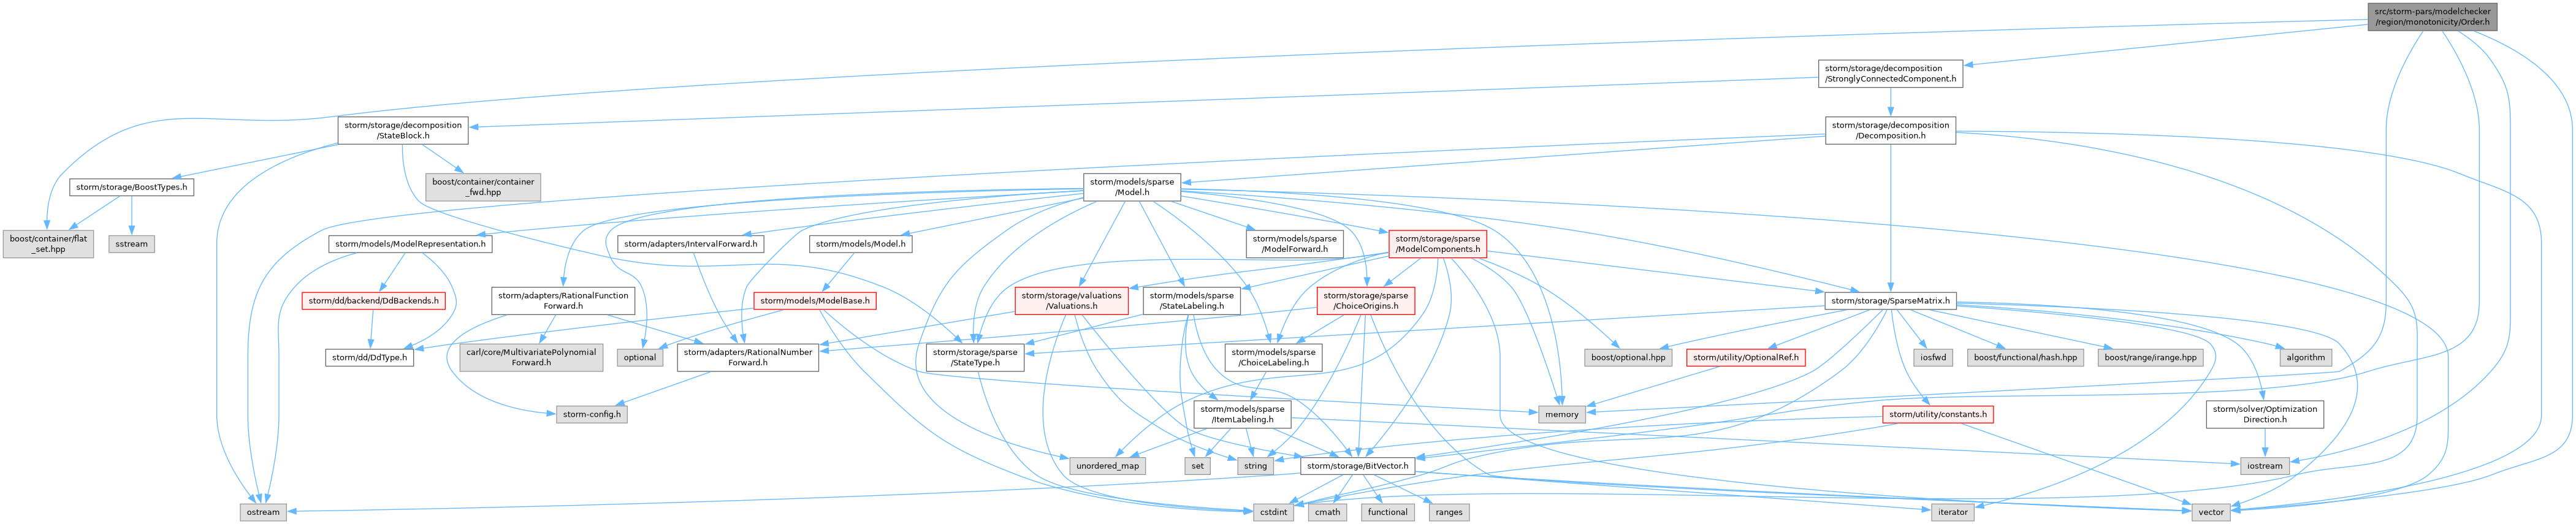 src/storm-pars/modelchecker
/region/monotonicity/Order.h
storm/storage/decomposition
/StronglyConnectedComponent.h
storm/storage/decomposition
/StateBlock.h
storm/storage/decomposition
/Decomposition.h
storm/storage/BoostTypes.h
boost/container/container
_fwd.hpp
storm/models/sparse
/Model.h
boost/container/flat
_set.hpp
sstream
storm/models/ModelRepresentation.h
storm/adapters/IntervalForward.h
storm/models/Model.h
storm/models/sparse
/ModelForward.h
storm/storage/sparse
/ModelComponents.h
storm/dd/backend/DdBackends.h
storm/adapters/RationalFunction
Forward.h
storm/models/ModelBase.h
storm/storage/valuations
/Valuations.h
storm/models/sparse
/StateLabeling.h
storm/storage/sparse
/ChoiceOrigins.h
storm/storage/SparseMatrix.h
storm/dd/DdType.h
carl/core/MultivariatePolynomial
Forward.h
optional
storm/adapters/RationalNumber
Forward.h
storm/storage/sparse
/StateType.h
storm/models/sparse
/ChoiceLabeling.h
boost/optional.hpp
storm/utility/OptionalRef.h
iosfwd
boost/functional/hash.hpp
boost/range/irange.hpp
algorithm
storm-config.h
storm/models/sparse
/ItemLabeling.h
memory
storm/utility/constants.h
storm/solver/Optimization
Direction.h
unordered_map
set
string
storm/storage/BitVector.h
iostream
ostream
cstdint
cmath
functional
ranges
iterator
vector